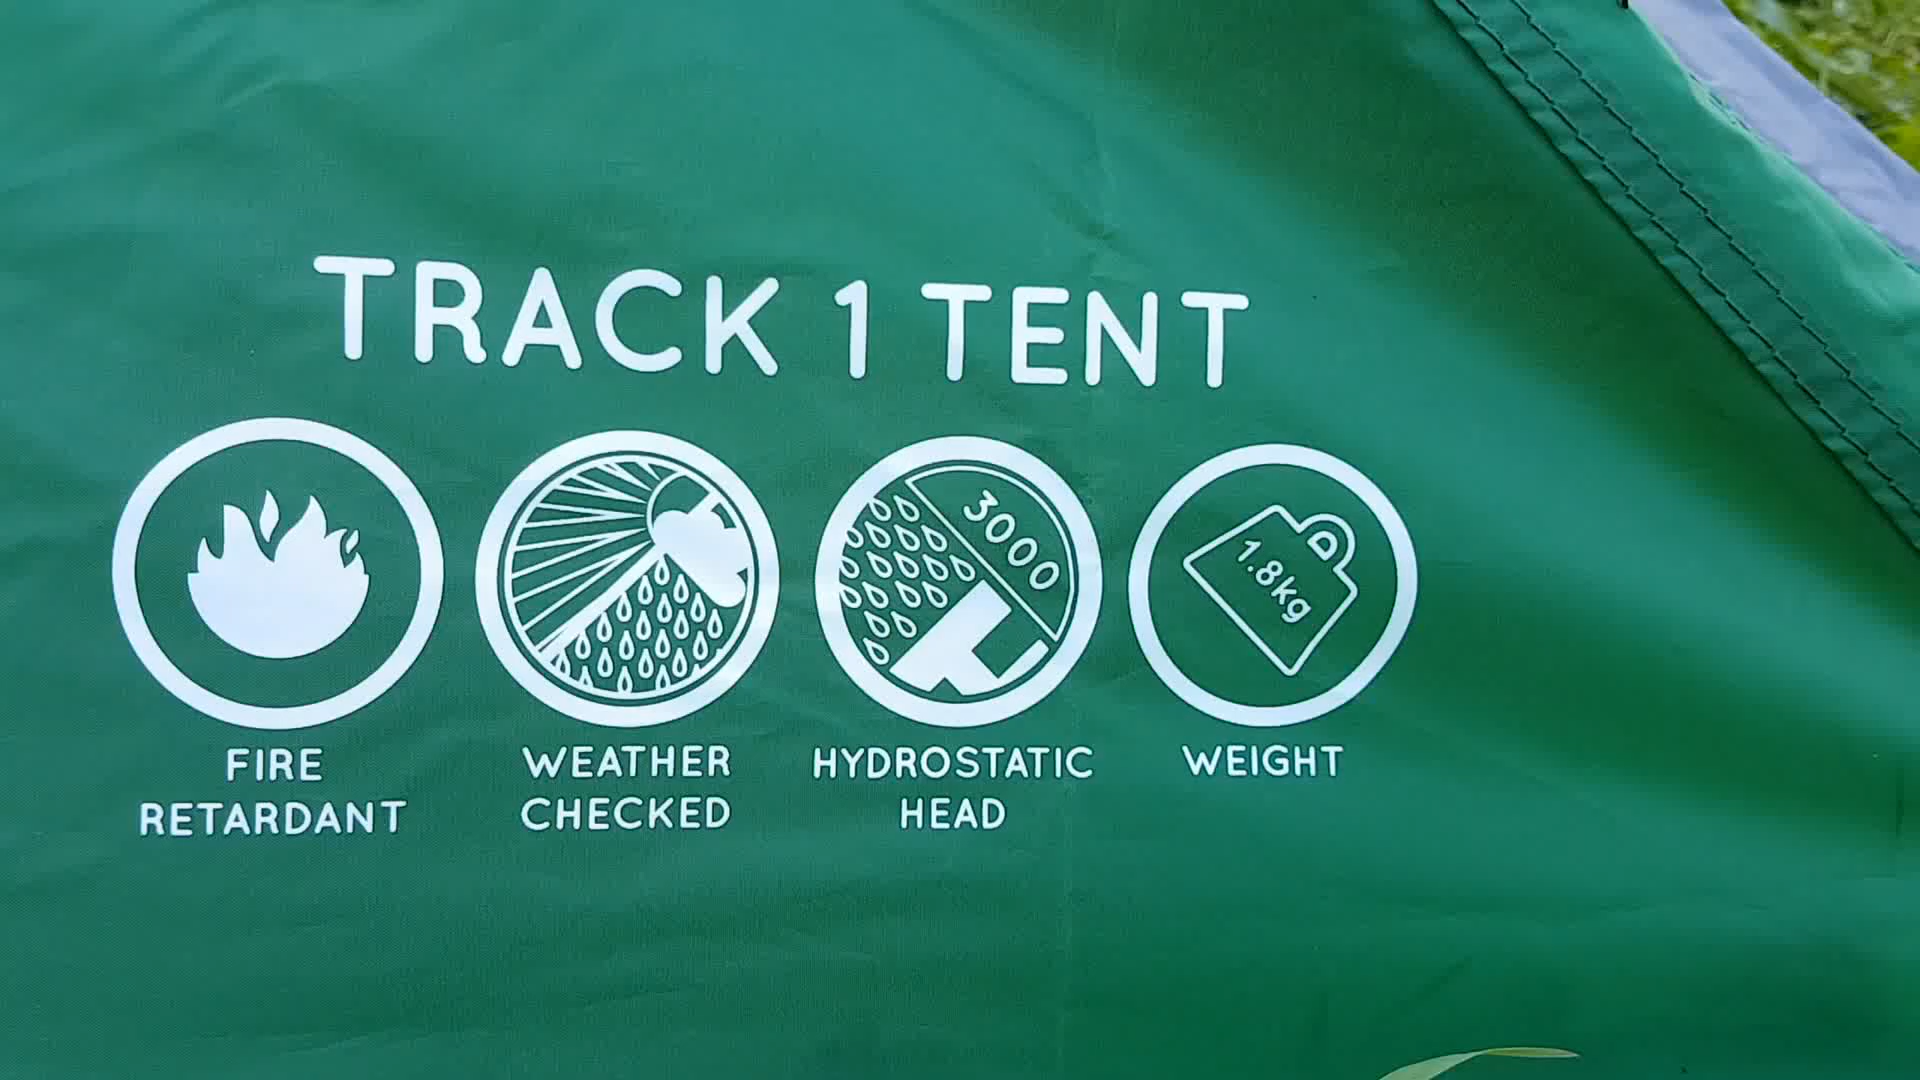 TRACK 1 TENT
3000
1.8kg
FIRE
RETARDANT
WEATHER
CHECKED
HYDROSTATIC
HEAD
WEIGHT